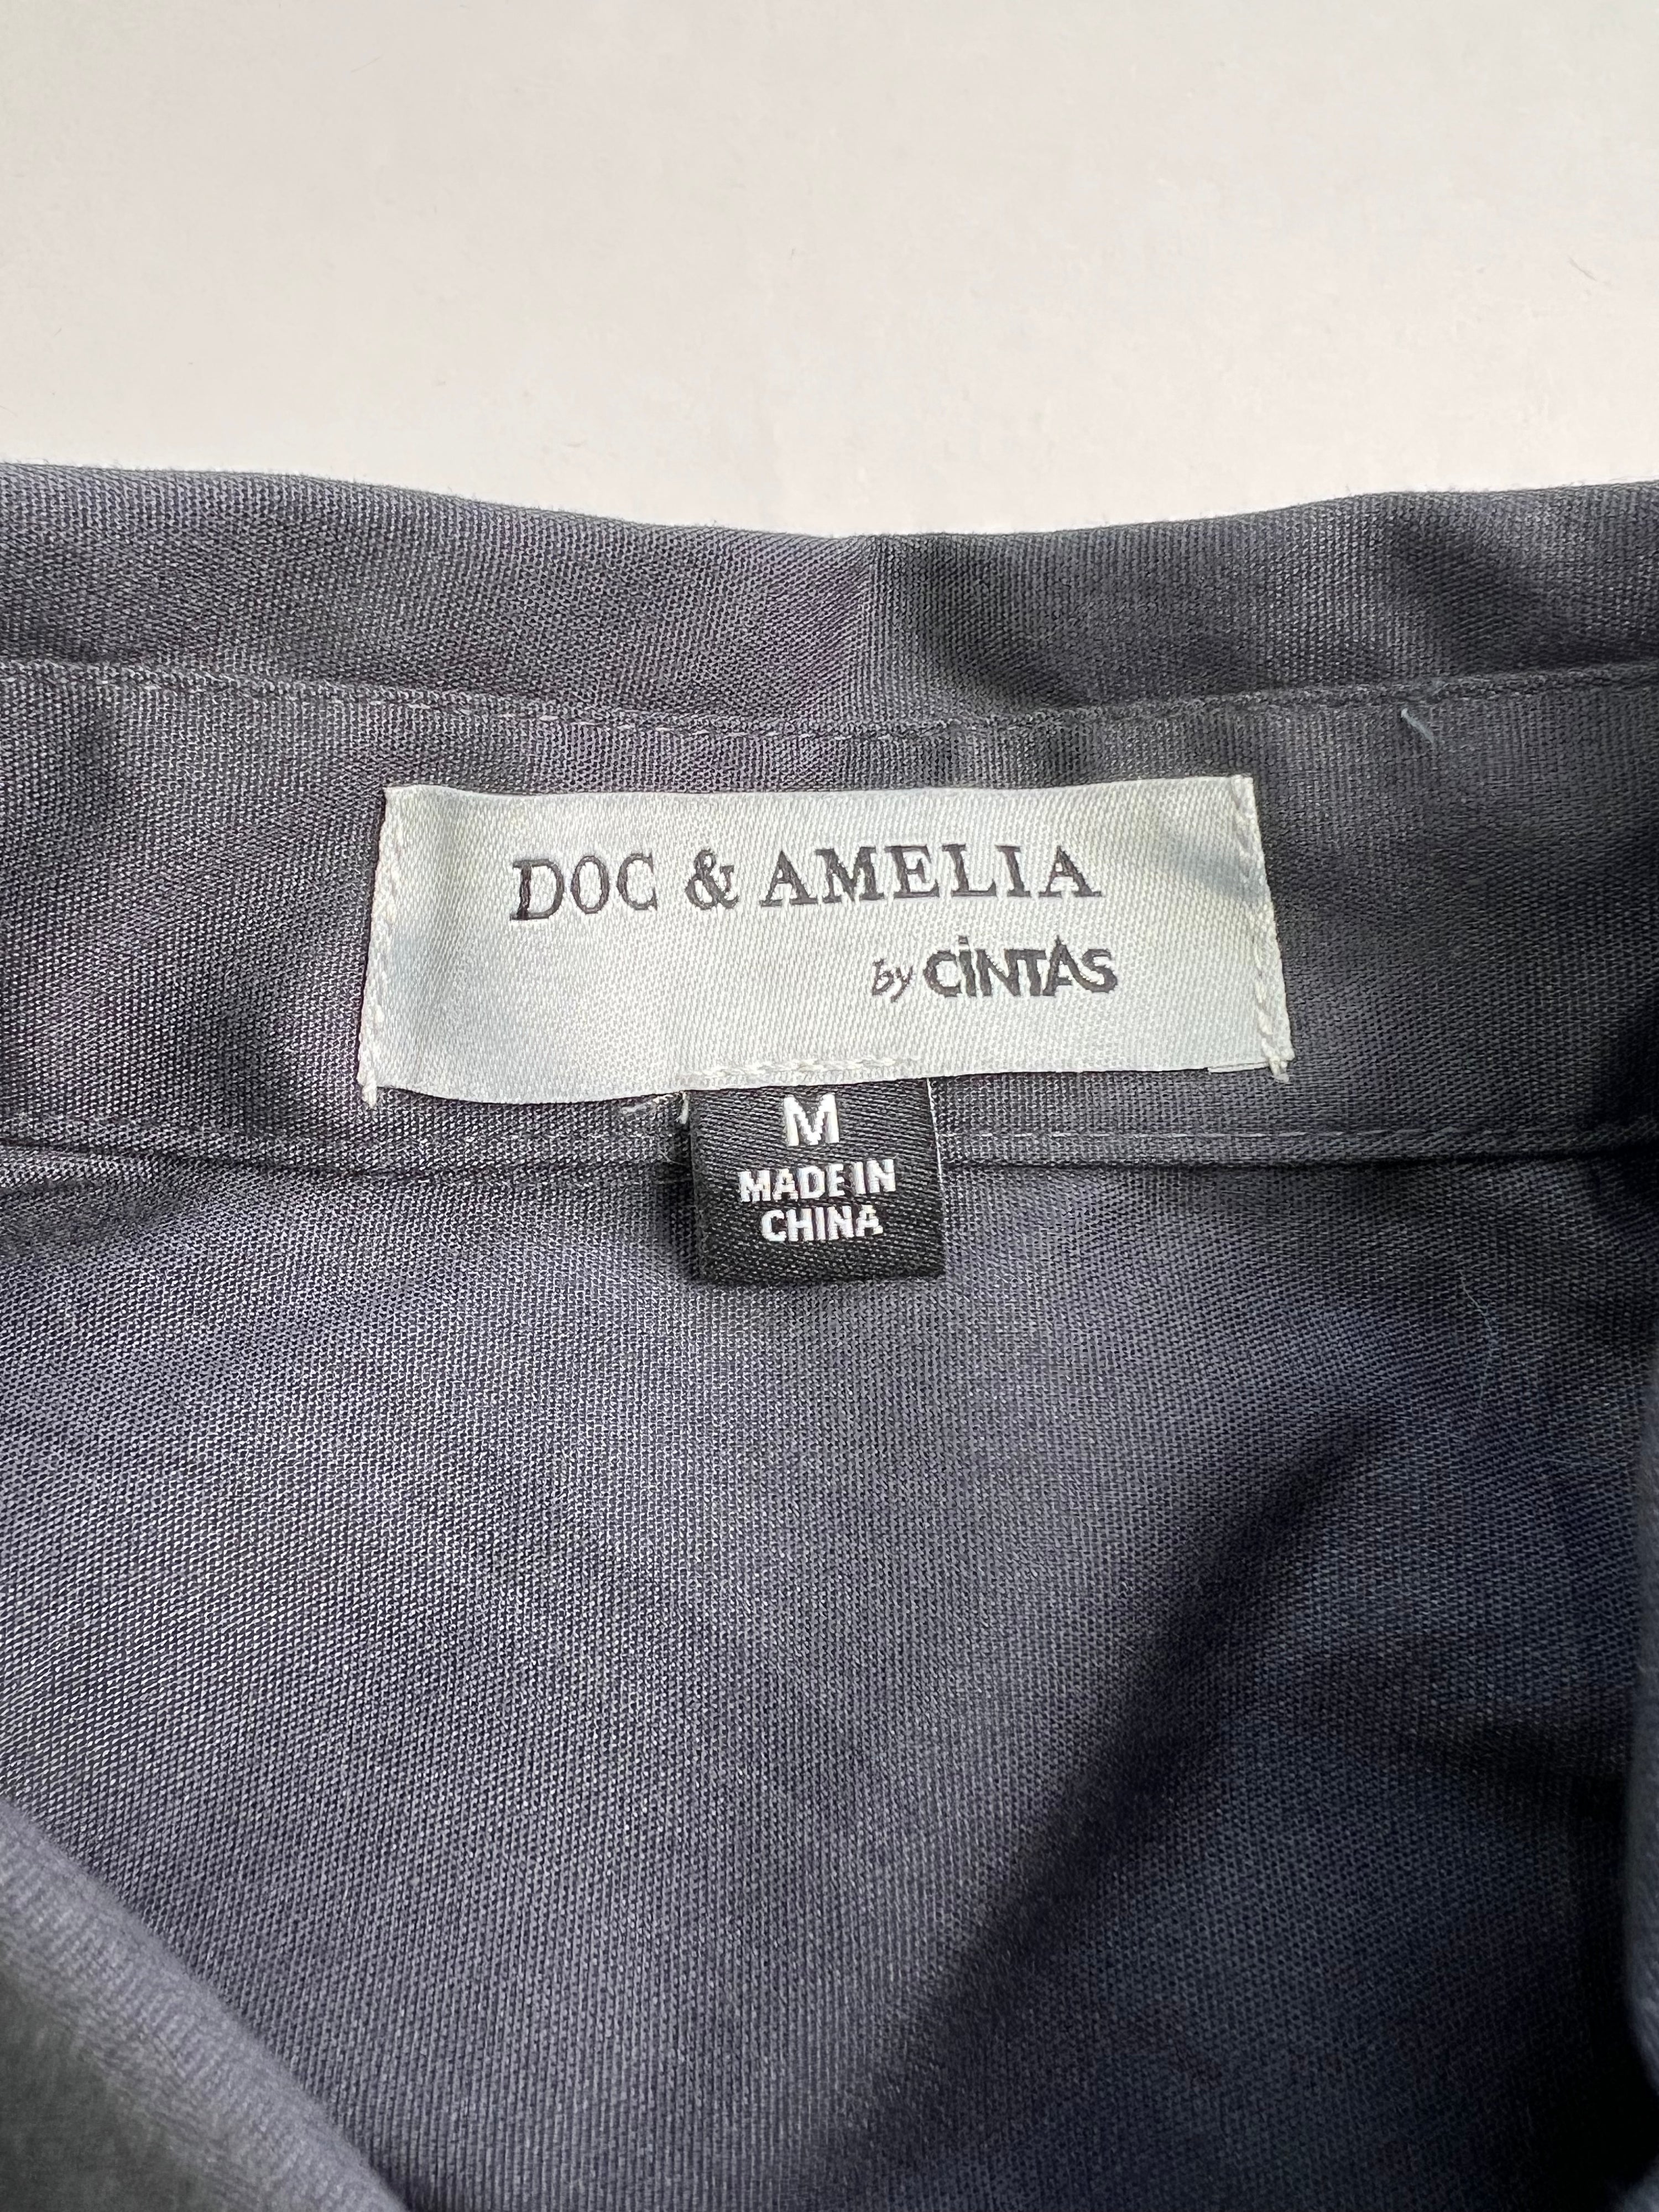 DOC & AMELIA
by CiNTAS
M
MADE IN
CHINA